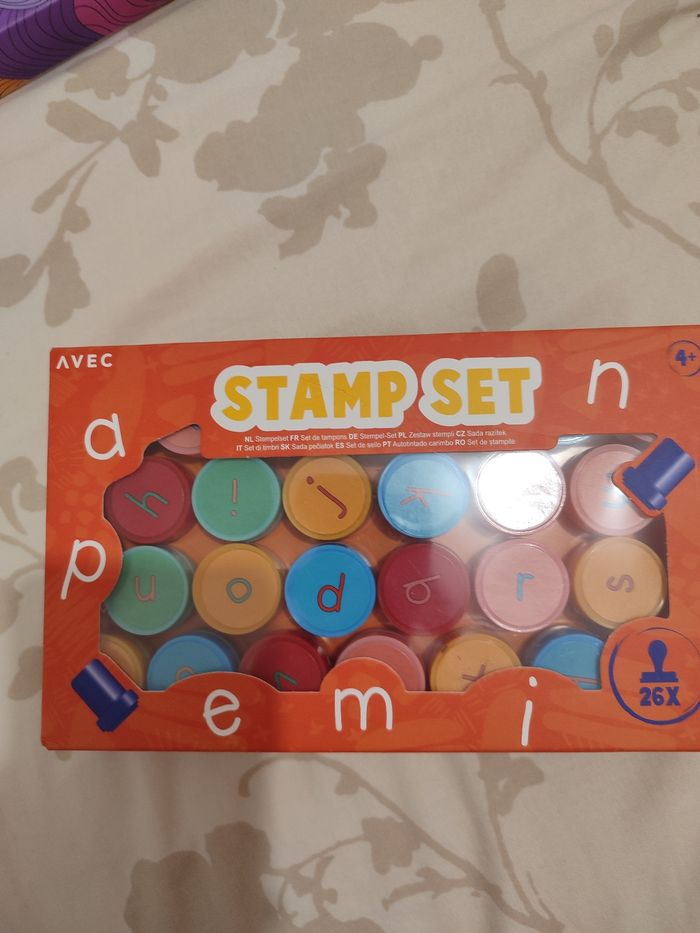 AVEC
STAMP SET
4+
NL Stempelset FR Set de tampons DE Stempel-Set PL Zestaw stempli CZ Sada razítek
IT Set di timbri SK Sada pečiatok ES Set de sello PT Autointado carimbo RO Set de ștampile
n
a
h i j k
p
n o p q r s
e m i
26X